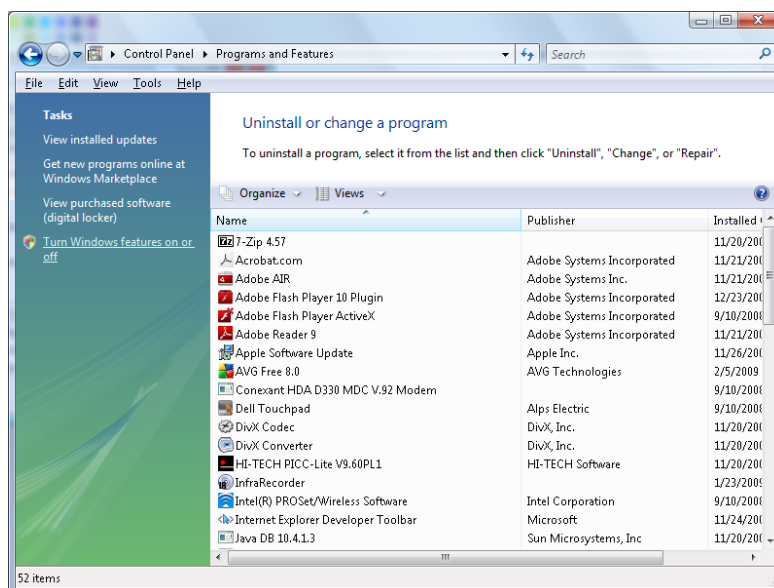 Control Panel Programs and Features Search
File Edit View Tools Help
Tasks
View installed updates
Get new programs online at
Windows Marketplace
View purchased software
(digital locker)
Turn Windows features on or
off
Uninstall or change a program
To uninstall a program, select it from the list and then click "Uninstall", "Change", or "Repair".
Organize Views
Name Publisher Installed
7-Zip 4.57 11/20/200
Acrobat.com Adobe Systems Incorporated 11/21/200
Adobe AIR Adobe Systems Inc. 11/21/200
Adobe Flash Player 10 Plugin Adobe Systems Incorporated 12/23/200
Adobe Flash Player ActiveX Adobe Systems Incorporated 9/10/2008
Adobe Reader 9 Adobe Systems Incorporated 11/21/200
Apple Software Update Apple Inc. 11/26/200
AVG Free 8.0 AVG Technologies 2/5/2009
Conexant HDA D330 MDC V.92 Modem 9/10/2008
Dell Touchpad Alps Electric 9/10/2008
DivX Codec DivX, Inc. 11/20/200
DivX Converter DivX, Inc. 11/20/200
HI-TECH PICC-Lite V9.60PL1 HI-TECH Software 11/20/200
InfraRecorder 1/23/2009
Intel(R) PROSet/Wireless Software Intel Corporation 9/10/2008
Internet Explorer Developer Toolbar Microsoft 11/24/200
Java DB 10.4.1.3 Sun Microsystems, Inc 11/20/200
52 items